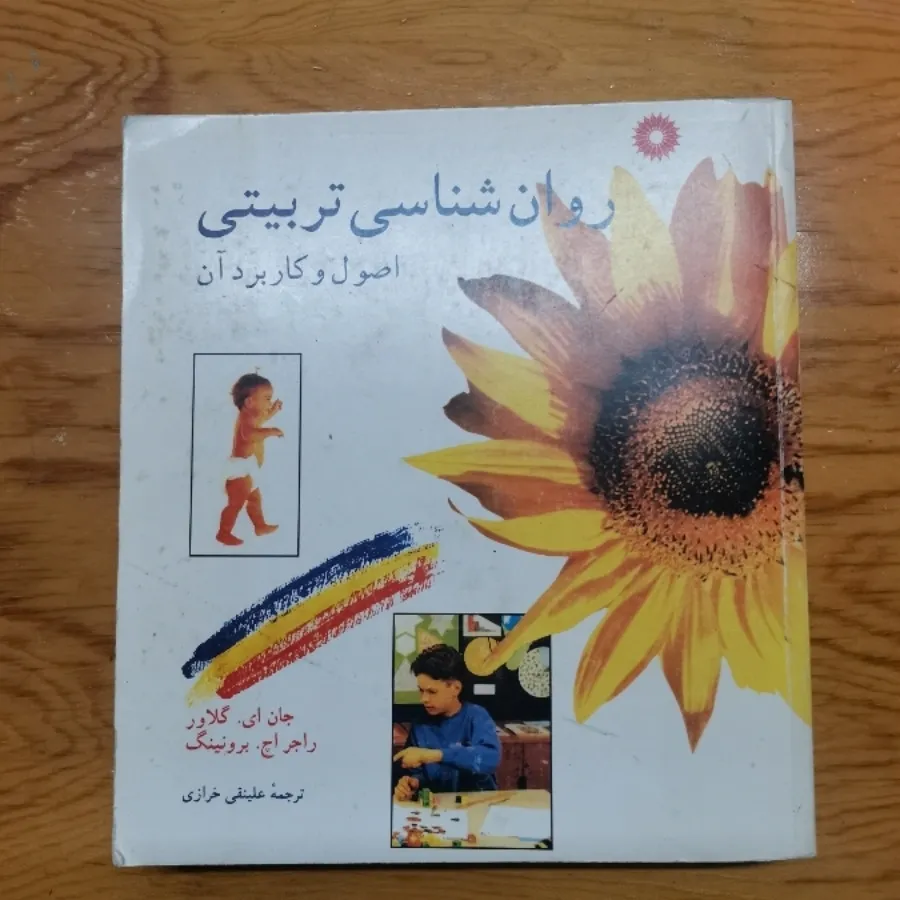 روان‌شناسی تربیتی
اصول و کاربرد آن
جان ای. گلاور
راجر اچ. برونینگ
ترجمهٔ علینقی خرازی